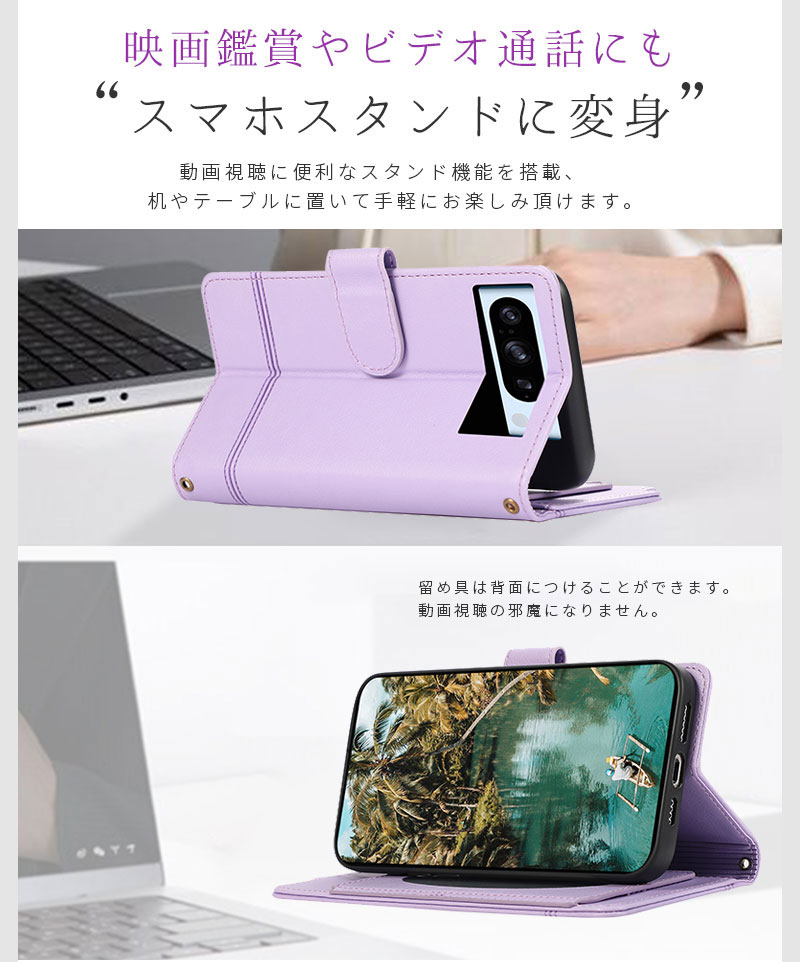 映画鑑賞やビデオ通話にも
“スマホスタンドに変身”
動画視聴に便利なスタンド機能を搭載、
机やテーブルに置いて手軽にお楽しみ頂けます。
留め具は背面につけることができます。
動画視聴の邪魔になりません。